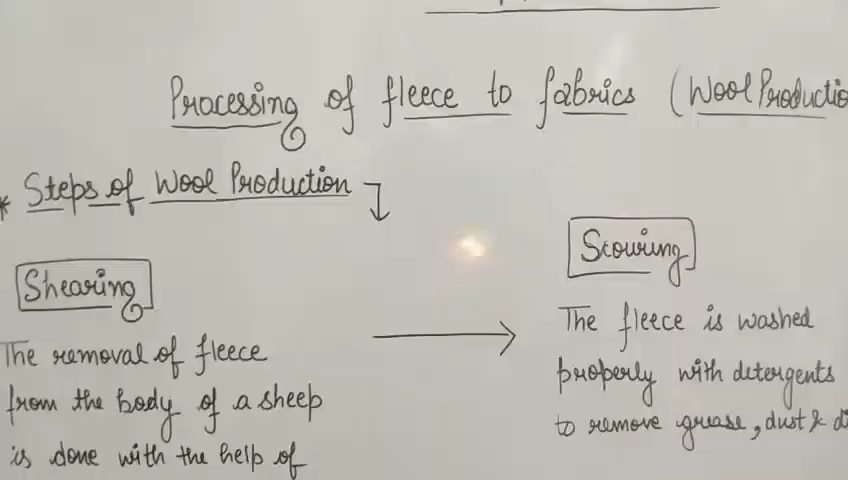 Processing of fleece to fabrics (Wool Productio
* Steps of Wool Production
Shearing
The removal of fleece
from the body of a sheep
is done with the help of
Scouring
The fleece is washed
properly with detergents
to remove grease, dust & di